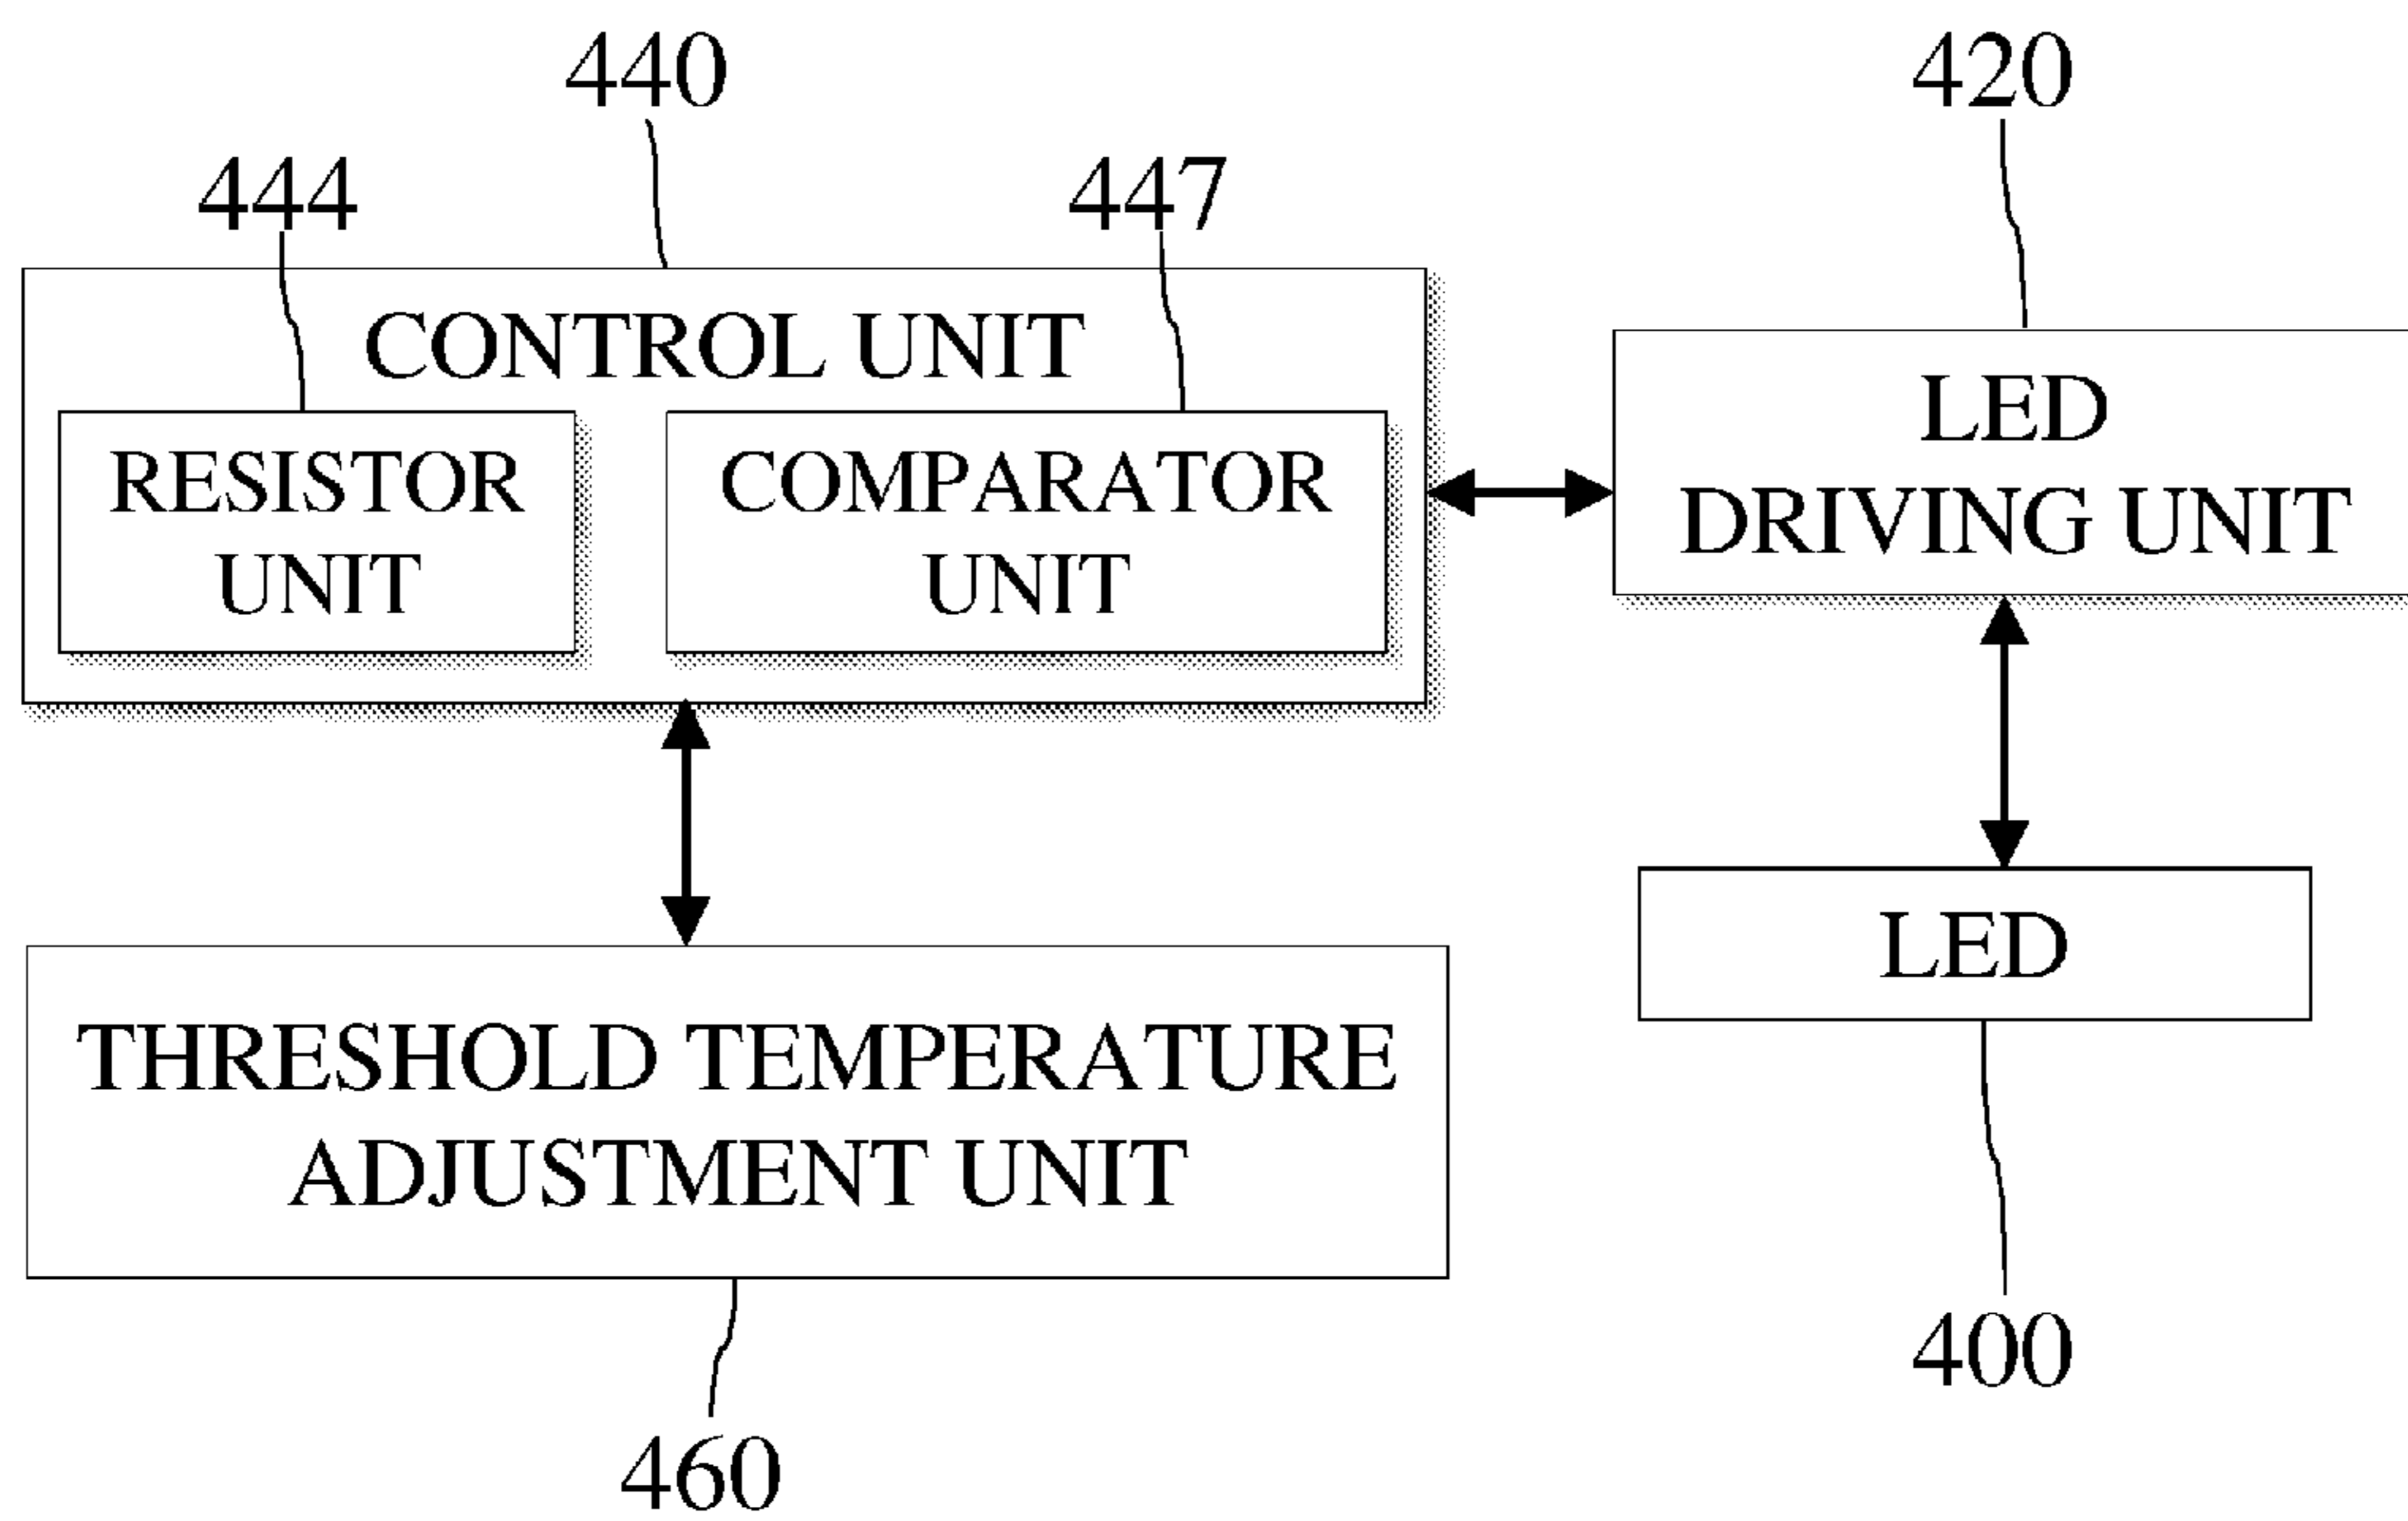 440
420
444
447
CONTROL UNIT
RESISTOR
UNIT
COMPARATOR
UNIT
LED
DRIVING UNIT
LED
THRESHOLD TEMPERATURE
ADJUSTMENT UNIT
400
460